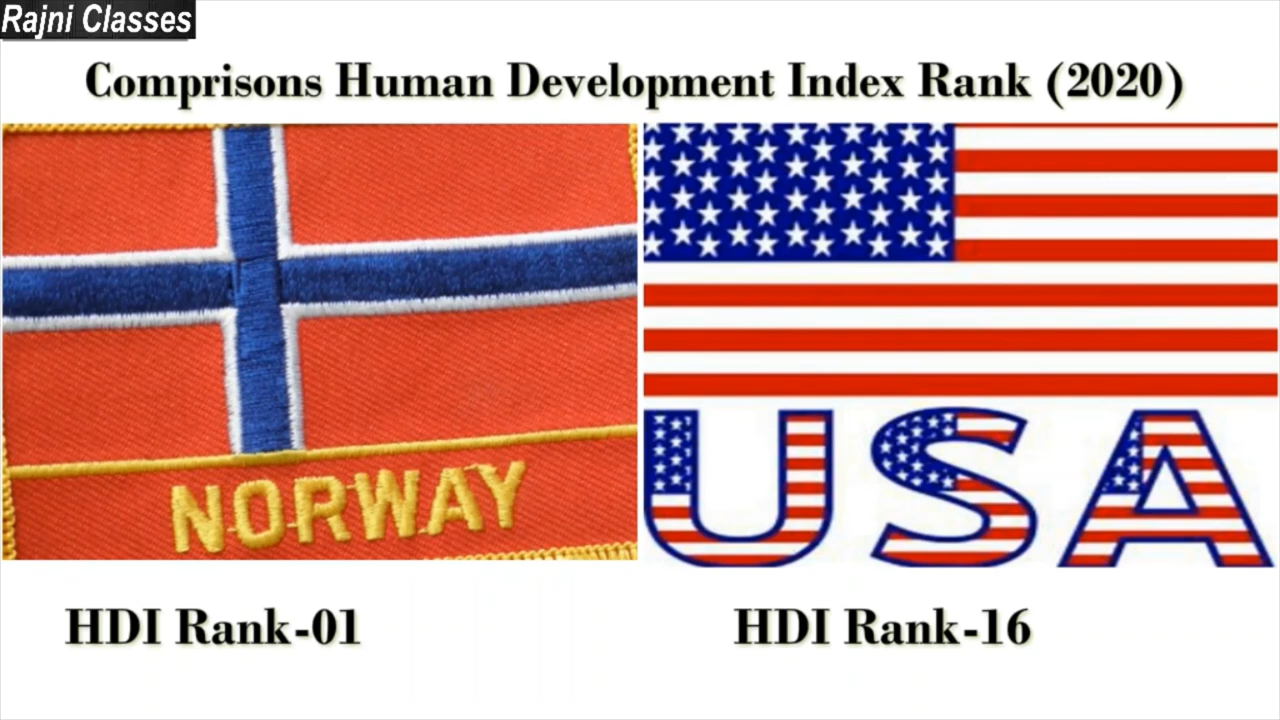 Rajni Classes
Comprisons Human Development Index Rank (2020)
NORWAY
USA
HDI Rank-01
HDI Rank-16